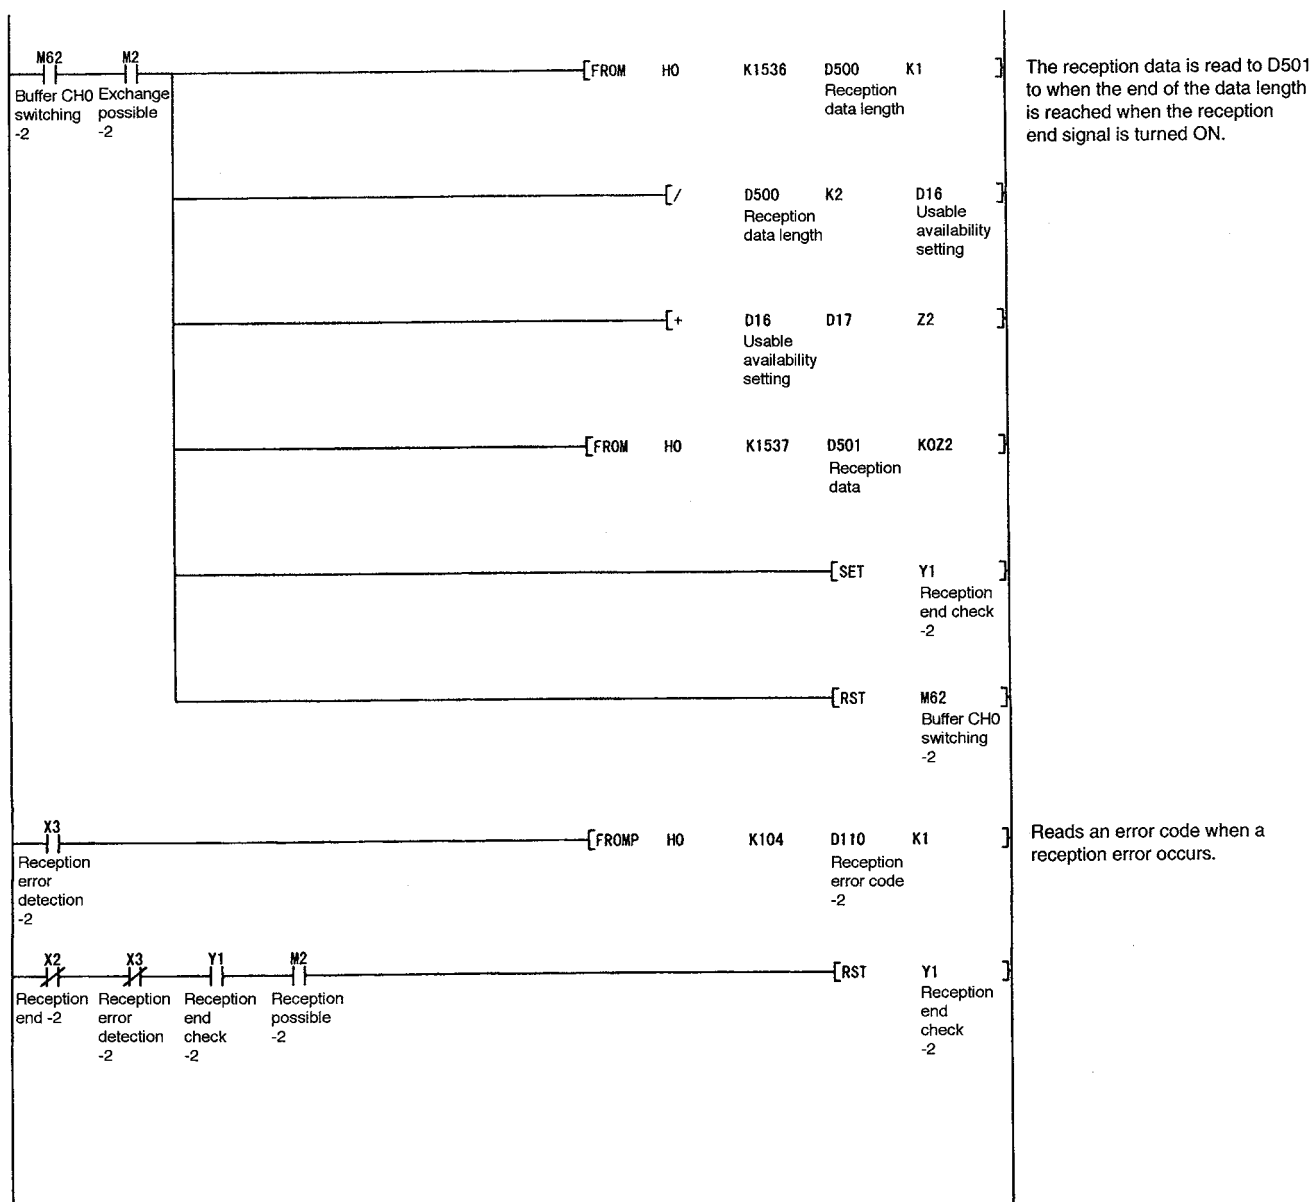 M62 M2
[FROM H0 K1536 D500 K1 ]
Buffer CH0 switching -2
Exchange possible -2
Reception data length
The reception data is read to D501
to when the end of the data length
is reached when the reception
end signal is turned ON.
[/ D500 K2 D16 ]
Reception data length
Usable availability setting
[+ D16 D17 Z2 ]
Usable availability setting
[FROM H0 K1537 D501 K0Z2 ]
Reception data
[SET Y1 ]
Reception end check -2
[RST M62 ]
Buffer CH0 switching -2
X3
[FROMP H0 K104 D110 K1 ]
Reception error detection -2
Reception error code -2
Reads an error code when a
reception error occurs.
X2 X3 Y1 M2
[RST Y1 ]
Reception end -2
Reception error detection -2
Reception end check -2
Reception possible -2
Reception end check -2